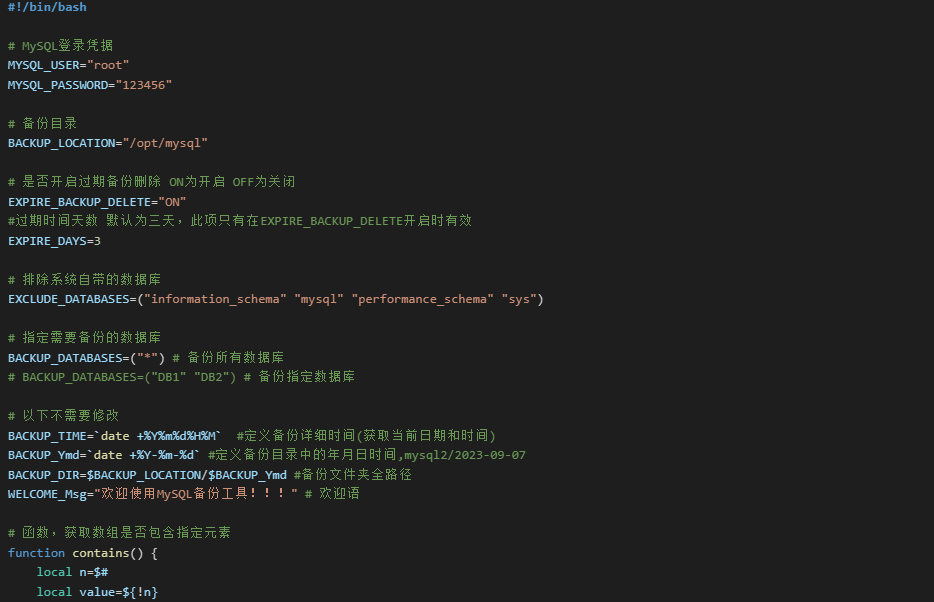 #!/bin/bash
# MySQL登录凭据
MYSQL_USER="root"
MYSQL_PASSWORD="123456"
# 备份目录
BACKUP_LOCATION="/opt/mysql"
# 是否开启过期备份删除 ON为开启 OFF为关闭
EXPIRE_BACKUP_DELETE="ON"
#过期时间天数 默认为三天，此项只有在EXPIRE_BACKUP_DELETE开启时有效
EXPIRE_DAYS=3
# 排除系统自带的数据库
EXCLUDE_DATABASES=("information_schema" "mysql" "performance_schema" "sys")
# 指定需要备份的数据库
BACKUP_DATABASES=("*") # 备份所有数据库
# BACKUP_DATABASES=("DB1" "DB2") # 备份指定数据库
# 以下不需要修改
BACKUP_TIME=`date +%Y%m%d%H%M`  #定义备份详细时间(获取当前日期和时间)
BACKUP_Ymd=`date +%Y-%m-%d` #定义备份目录中的年月日时间,mysql2/2023-09-07
BACKUP_DIR=$BACKUP_LOCATION/$BACKUP_Ymd #备份文件夹全路径
WELCOME_Msg="欢迎使用MySQL备份工具！！！" # 欢迎语
# 函数，获取数组是否包含指定元素
function contains() {
    local n=$#
    local value=${!n}